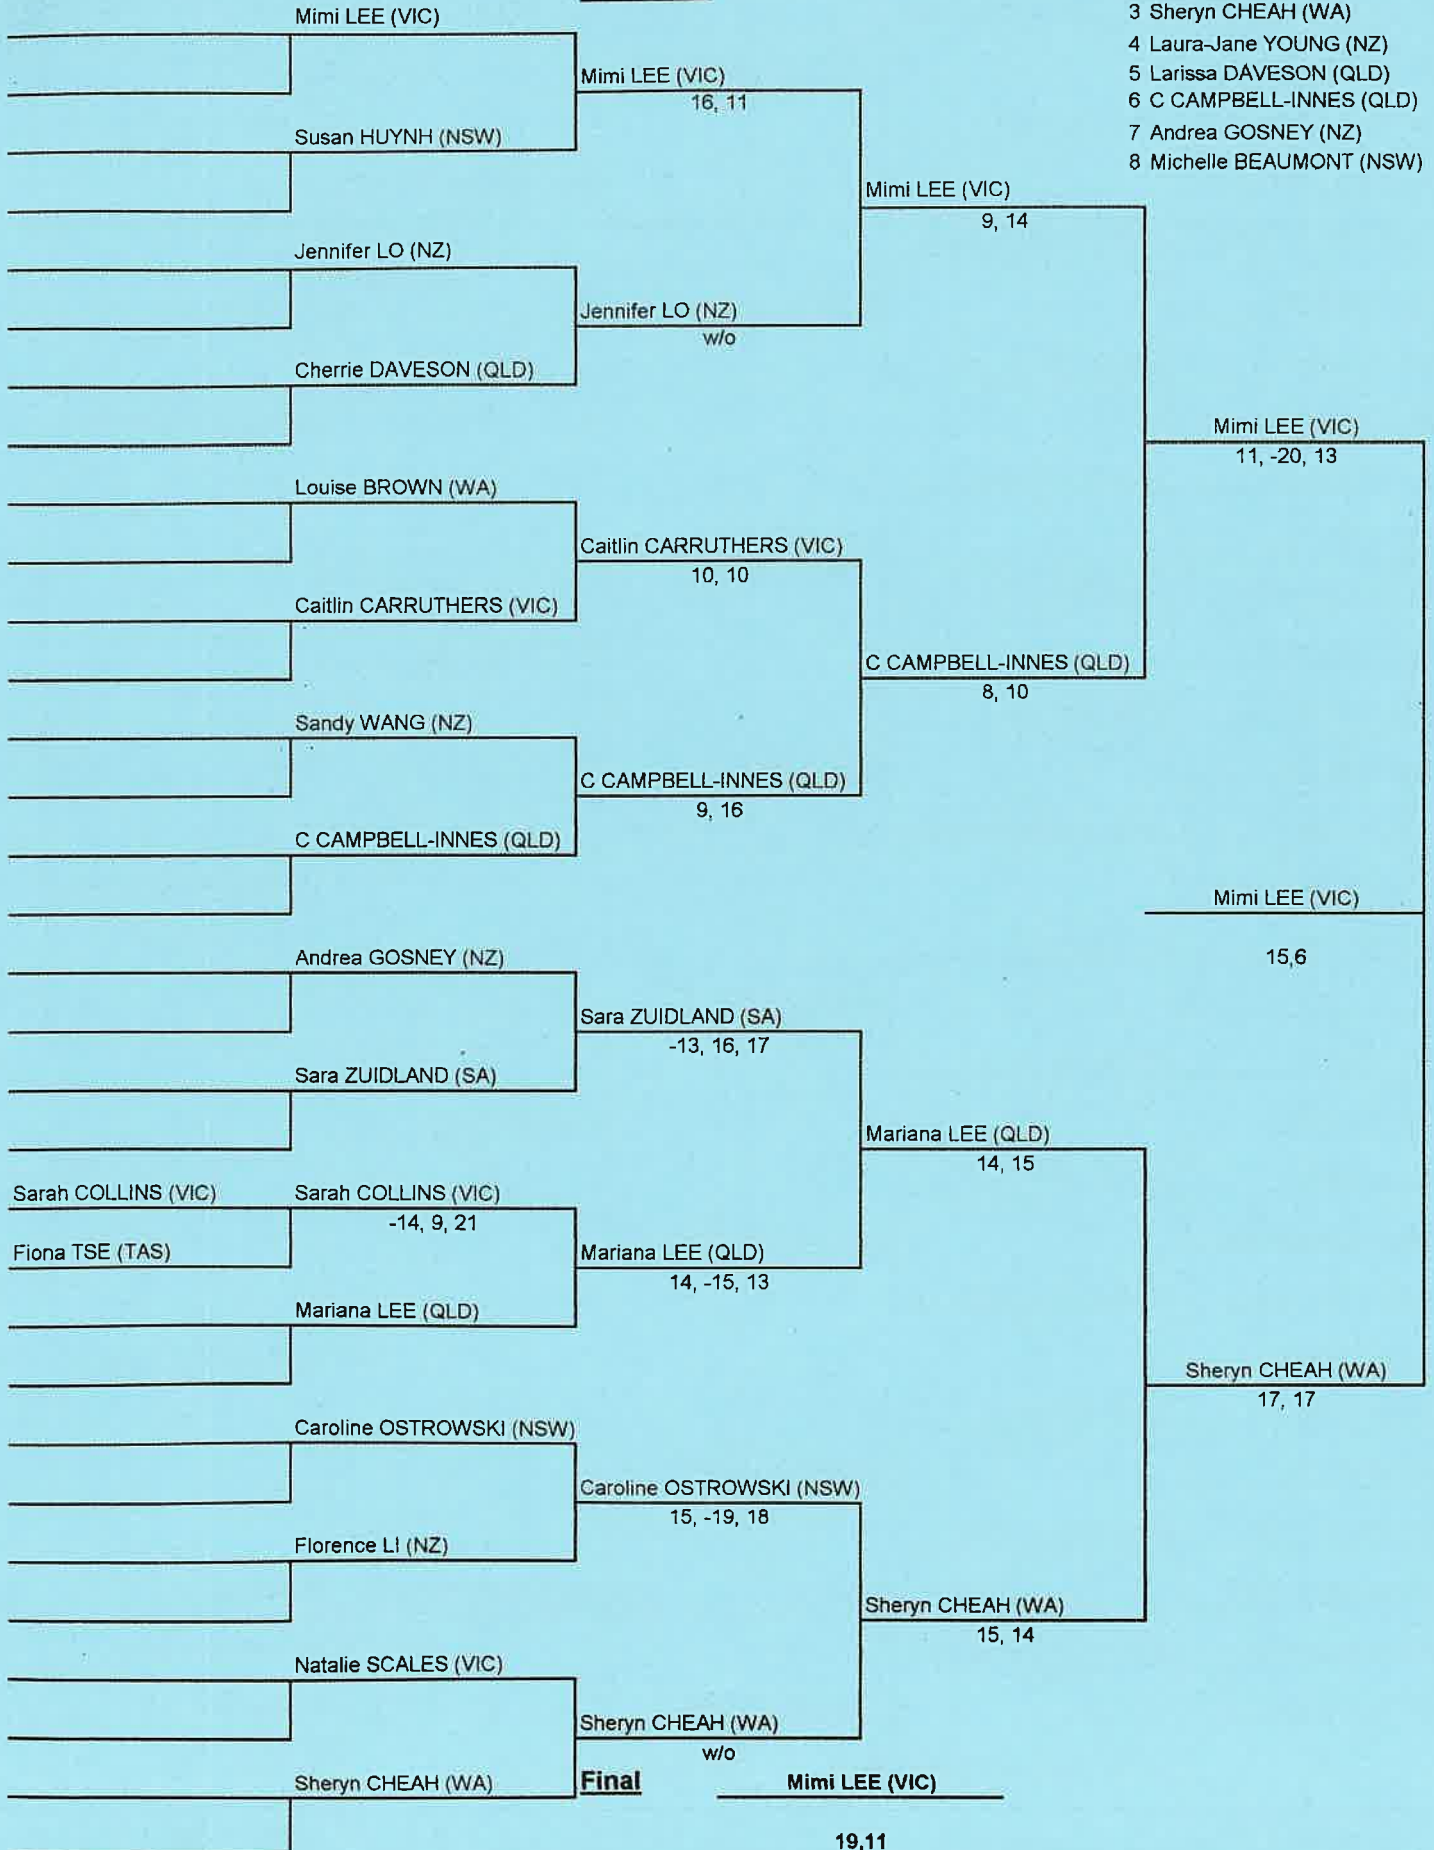 Mimi LEE (VIC)
3 Sheryn CHEAH (WA)
4 Laura-Jane YOUNG (NZ)
5 Larissa DAVESON (QLD)
6 C CAMPBELL-INNES (QLD)
7 Andrea GOSNEY (NZ)
8 Michelle BEAUMONT (NSW)
Mimi LEE (VIC)
16, 11
Susan HUYNH (NSW)
Mimi LEE (VIC)
9, 14
Jennifer LO (NZ)
Jennifer LO (NZ)
w/o
Cherrie DAVESON (QLD)
Mimi LEE (VIC)
11, -20, 13
Louise BROWN (WA)
Caitlin CARRUTHERS (VIC)
10, 10
Caitlin CARRUTHERS (VIC)
C CAMPBELL-INNES (QLD)
8, 10
Sandy WANG (NZ)
C CAMPBELL-INNES (QLD)
9, 16
C CAMPBELL-INNES (QLD)
Mimi LEE (VIC)
15,6
Andrea GOSNEY (NZ)
Sara ZUIDLAND (SA)
-13, 16, 17
Sara ZUIDLAND (SA)
Mariana LEE (QLD)
14, 15
Sarah COLLINS (VIC)
Sarah COLLINS (VIC)
-14, 9, 21
Fiona TSE (TAS)
Mariana LEE (QLD)
14, -15, 13
Mariana LEE (QLD)
Sheryn CHEAH (WA)
17, 17
Caroline OSTROWSKI (NSW)
Caroline OSTROWSKI (NSW)
15, -19, 18
Florence LI (NZ)
Sheryn CHEAH (WA)
15, 14
Natalie SCALES (VIC)
Sheryn CHEAH (WA)
w/o
Sheryn CHEAH (WA)
Final
Mimi LEE (VIC)
19,11